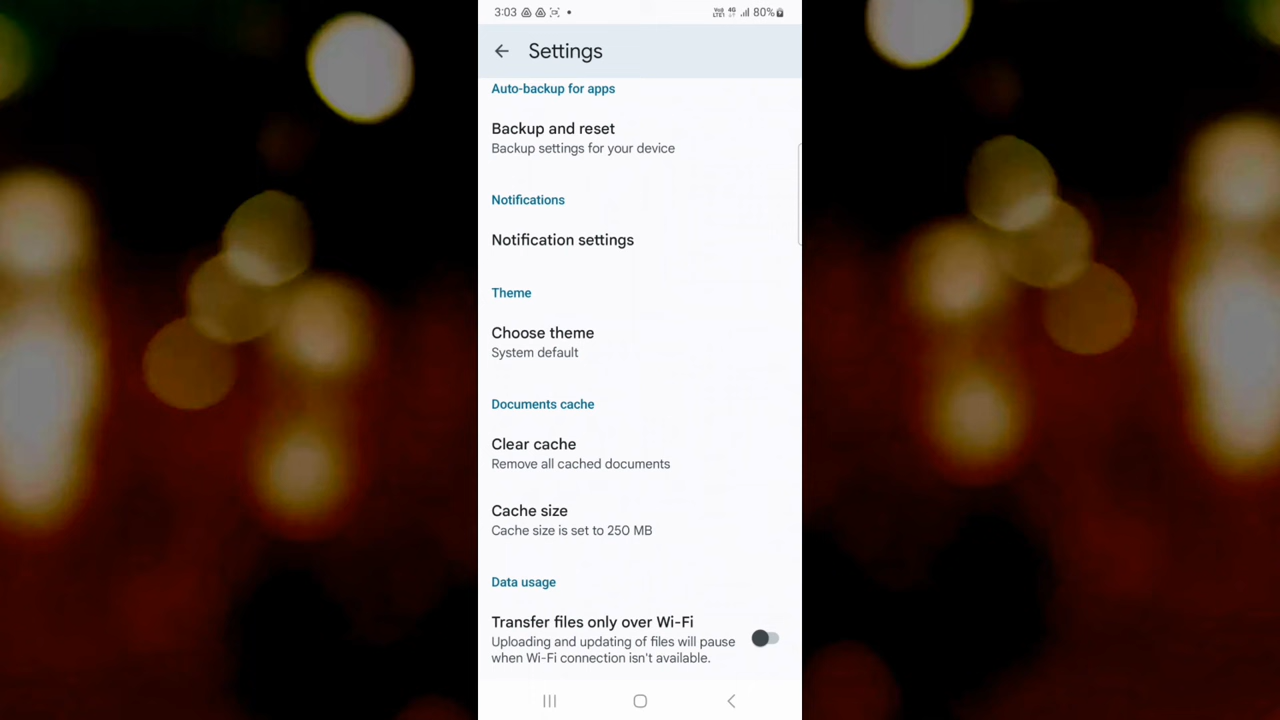 3:03
80%
Settings
Auto-backup for apps
Backup and reset
Backup settings for your device
Notifications
Notification settings
Theme
Choose theme
System default
Documents cache
Clear cache
Remove all cached documents
Cache size
Cache size is set to 250 MB
Data usage
Transfer files only over Wi-Fi
Uploading and updating of files will pause
when Wi-Fi connection isn't available.